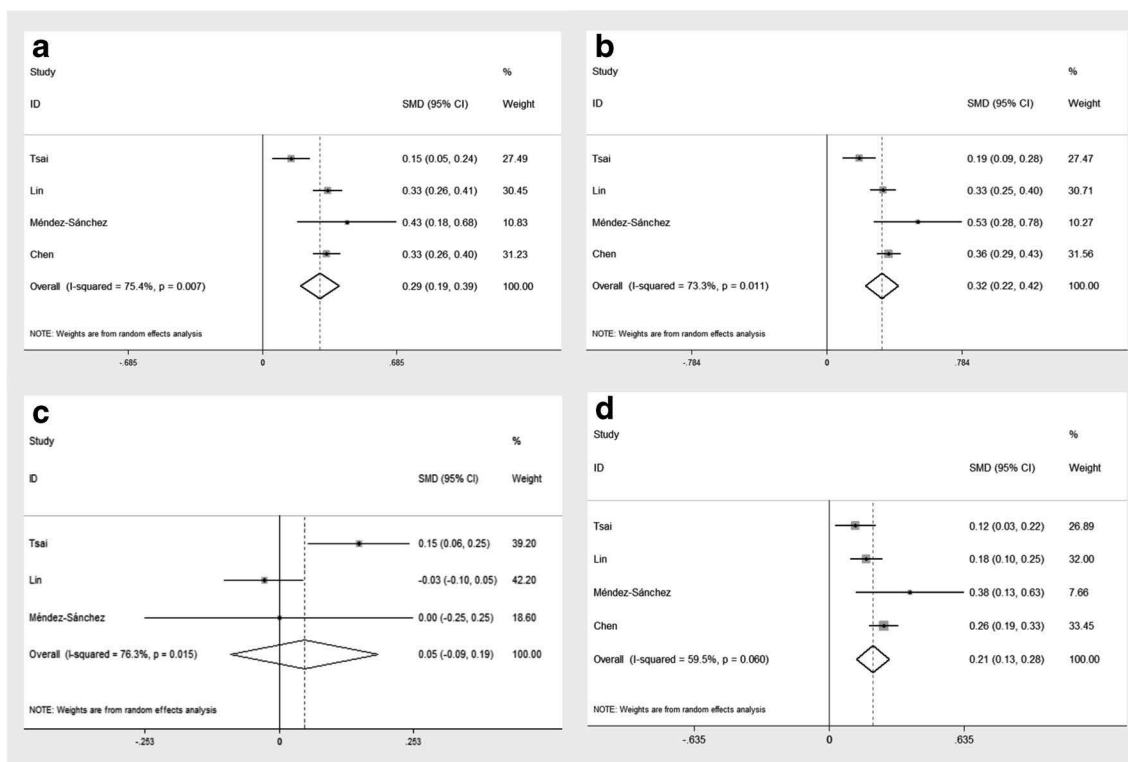 a
Study %
ID SMD (95% CI) Weight
Tsai 0.15 (0.05, 0.24) 27.49
Lin 0.33 (0.26, 0.41) 30.45
Méndez-Sánchez 0.43 (0.18, 0.68) 10.83
Chen 0.33 (0.26, 0.40) 31.23
Overall (I-squared = 75.4%, p = 0.007) 0.29 (0.19, 0.39) 100.00
NOTE: Weights are from random effects analysis
-.685 0 .685
b
Study %
ID SMD (95% CI) Weight
Tsai 0.19 (0.09, 0.28) 27.47
Lin 0.33 (0.25, 0.40) 30.71
Méndez-Sánchez 0.53 (0.28, 0.78) 10.27
Chen 0.36 (0.29, 0.43) 31.56
Overall (I-squared = 73.3%, p = 0.011) 0.32 (0.22, 0.42) 100.00
NOTE: Weights are from random effects analysis
-.784 0 .784
c
Study %
ID SMD (95% CI) Weight
Tsai 0.15 (0.06, 0.25) 39.20
Lin -0.03 (-0.10, 0.05) 42.20
Méndez-Sánchez 0.00 (-0.25, 0.25) 18.60
Overall (I-squared = 76.3%, p = 0.015) 0.05 (-0.09, 0.19) 100.00
NOTE: Weights are from random effects analysis
-.253 0 .253
d
Study %
ID SMD (95% CI) Weight
Tsai 0.12 (0.03, 0.22) 26.89
Lin 0.18 (0.10, 0.25) 32.00
Méndez-Sánchez 0.38 (0.13, 0.63) 7.66
Chen 0.26 (0.19, 0.33) 33.45
Overall (I-squared = 59.5%, p = 0.060) 0.21 (0.13, 0.28) 100.00
NOTE: Weights are from random effects analysis
-.635 0 .635